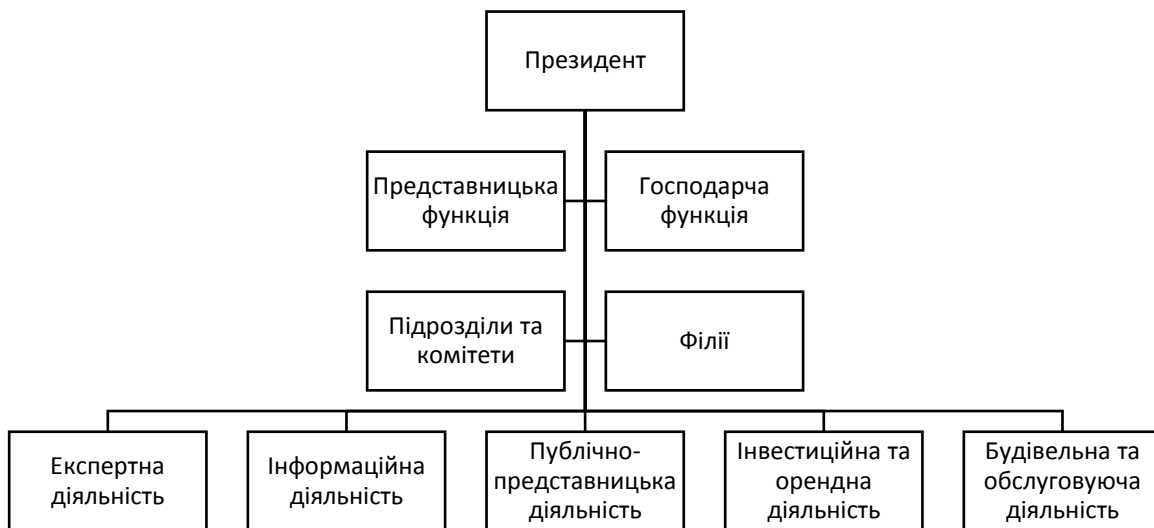 Президент
Представницька
функція
Господарча
функція
Підрозділи та
комітети
Філії
Експертна
діяльність
Інформаційна
діяльність
Публічно-
представницька
діяльність
Інвестиційна та
орендна
діяльність
Будівельна та
обслуговуюча
діяльність